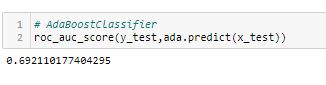 1 # AdaBoostClassifier
2 roc_auc_score(y_test,ada.predict(x_test))
0.692110177404295